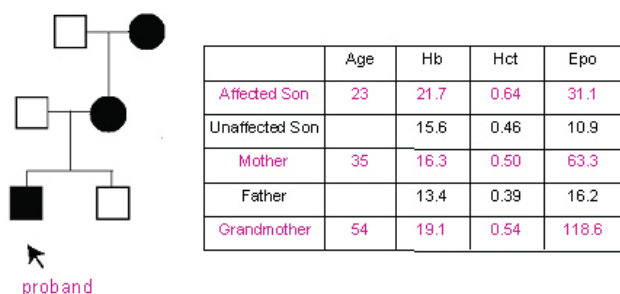 Age Hb Hct Epo
Affected Son 23 21.7 0.64 31.1
Unaffected Son 15.6 0.46 10.9
Mother 35 16.3 0.50 63.3
Father 13.4 0.39 16.2
Grandmother 54 19.1 0.54 118.6
proband